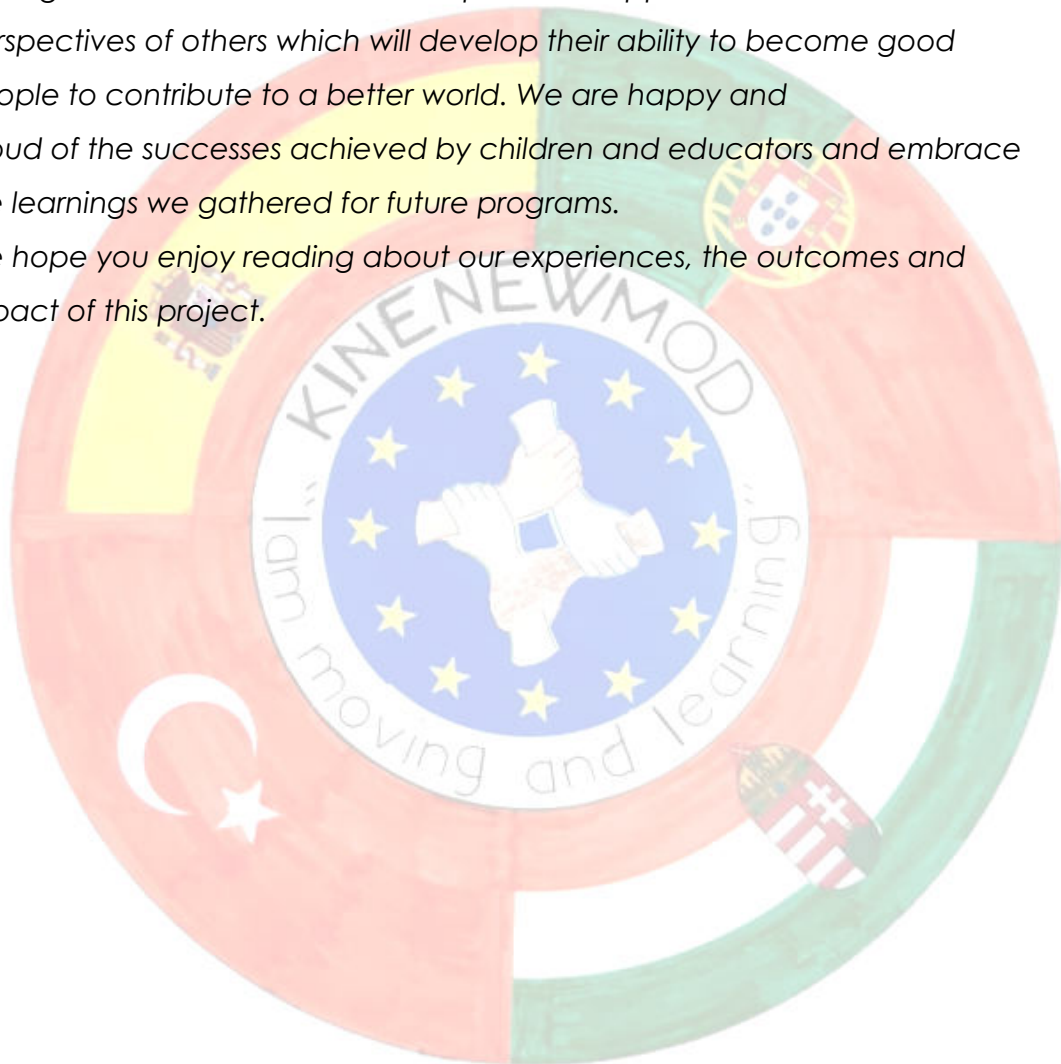 rspectives of others which will develop their ability to become good
ople to contribute to a better world. We are happy and
oud of the successes achieved by children and educators and embrace
e learnings we gathered for future programs.
e hope you enjoy reading about our experiences, the outcomes and
pact of this project.
KINENEWMOD
"I am moving and learning"